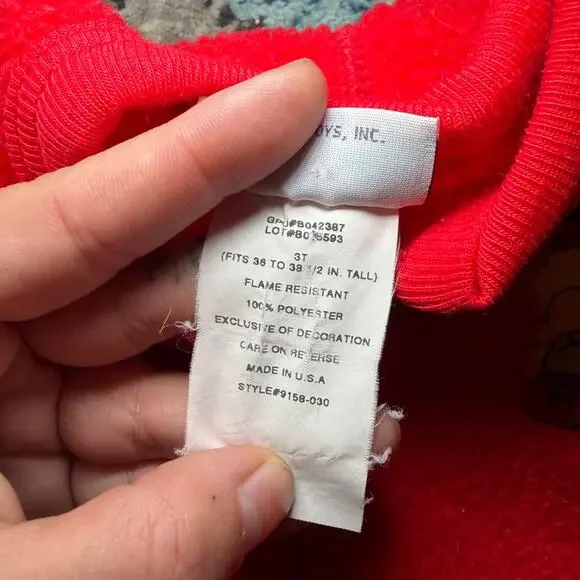 OYS, INC.
GPU#B042387
3T
(FITS 36 TO 38 1/2 IN. TALL)
FLAME RESISTANT
100% POLYESTER
EXCLUSIVE OF DECORATION
CARE ON REVERSE
MADE IN U.S.A
STYLE#9158-030